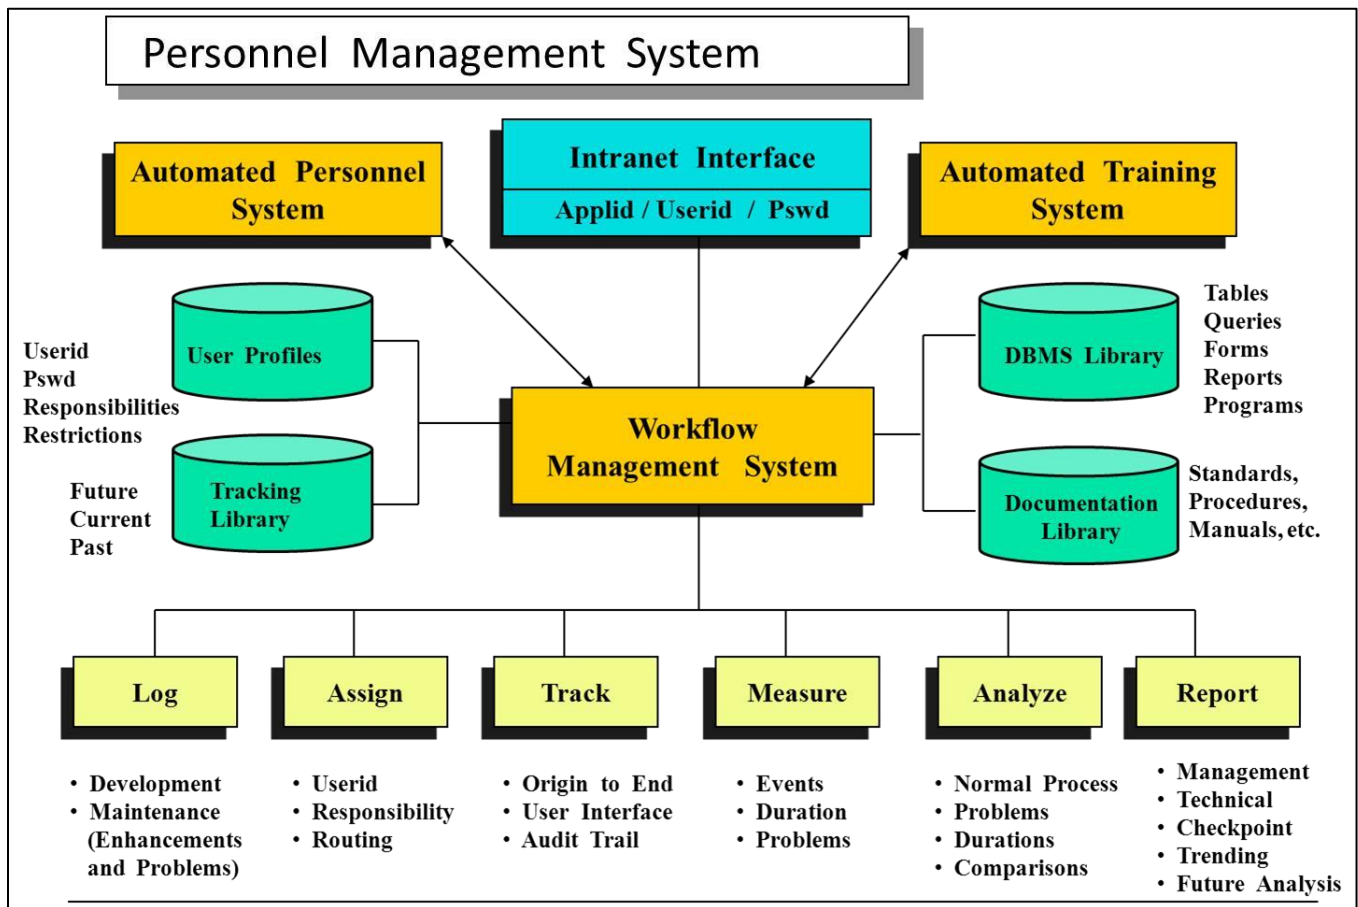 Personnel Management System
Automated Personnel
System
Intranet Interface
Applid / Userid / Pswd
Automated Training
System
Userid
Pswd
Responsibilities
Restrictions
User Profiles
Future
Current
Past
Tracking
Library
Workflow
Management System
DBMS Library
Tables
Queries
Forms
Reports
Programs
Documentation
Library
Standards,
Procedures,
Manuals, etc.
Log
• Development
• Maintenance
(Enhancements
and Problems)
Assign
• Userid
• Responsibility
• Routing
Track
• Origin to End
• User Interface
• Audit Trail
Measure
• Events
• Duration
• Problems
Analyze
• Normal Process
• Problems
• Durations
• Comparisons
Report
• Management
• Technical
• Checkpoint
• Trending
• Future Analysis